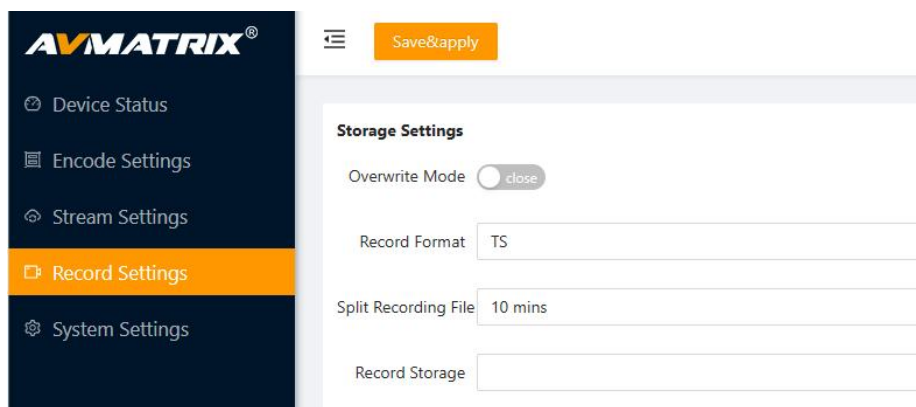 AVMATRIX®
Save&apply
Device Status
Encode Settings
Stream Settings
Record Settings
System Settings
Storage Settings
Overwrite Mode close
Record Format TS
Split Recording File 10 mins
Record Storage